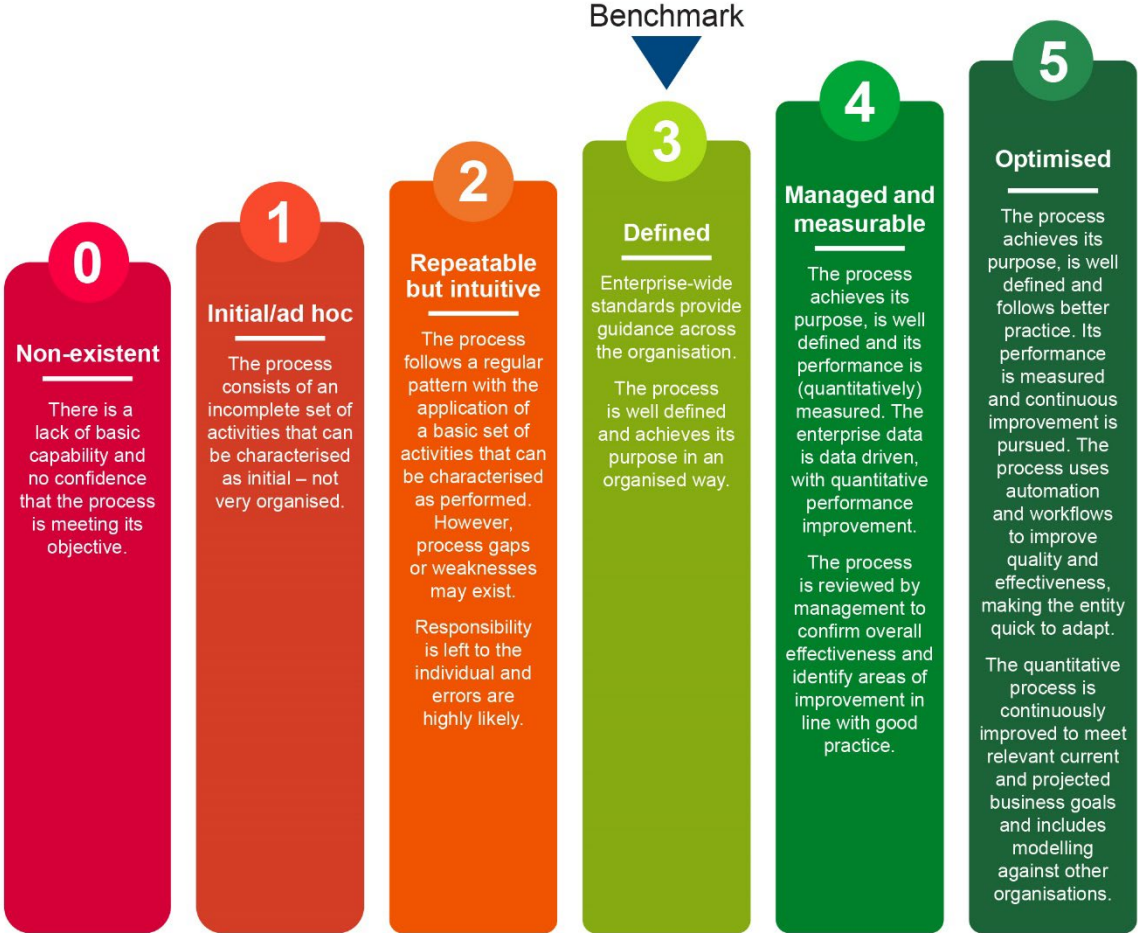 Benchmark
0
Non-existent
There is a
lack of basic
capability and
no confidence
that the process
is meeting its
objective.
1
Initial/ad hoc
The process
consists of an
incomplete set of
activities that can
be characterised
as initial – not
very organised.
2
Repeatable
but intuitive
The process
follows a regular
pattern with the
application of
a basic set of
activities that can
be characterised
as performed.
However,
process gaps
or weaknesses
may exist.
Responsibility
is left to the
individual and
errors are
highly likely.
3
Defined
Enterprise-wide
standards provide
guidance across
the organisation.
The process
is well defined
and achieves its
purpose in an
organised way.
4
Managed and
measurable
The process
achieves its
purpose, is well
defined and its
performance is
(quantitatively)
measured. The
enterprise data
is data driven,
with quantitative
performance
improvement.
The process
is reviewed by
management to
confirm overall
effectiveness and
identify areas of
improvement in
line with good
practice.
5
Optimised
The process
achieves its
purpose, is well
defined and
follows better
practice. Its
performance
is measured
and continuous
improvement is
pursued. The
process uses
automation
and workflows
to improve
quality and
effectiveness,
making the entity
quick to adapt.
The quantitative
process is
continuously
improved to meet
relevant current
and projected
business goals
and includes
modelling
against other
organisations.